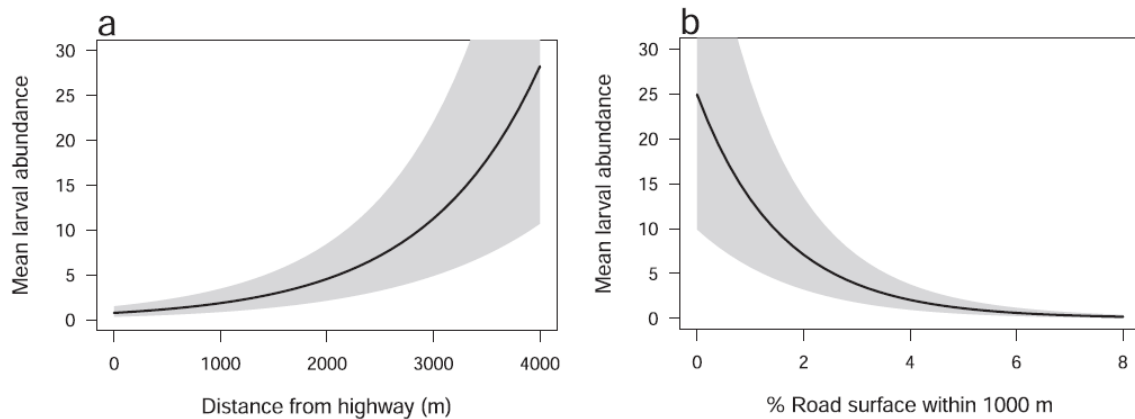 a
30
25
20
15
10
5
0
Mean larval abundance
0 1000 2000 3000 4000
Distance from highway (m)
b
30
25
20
15
10
5
0
Mean larval abundance
0 2 4 6 8
% Road surface within 1000 m